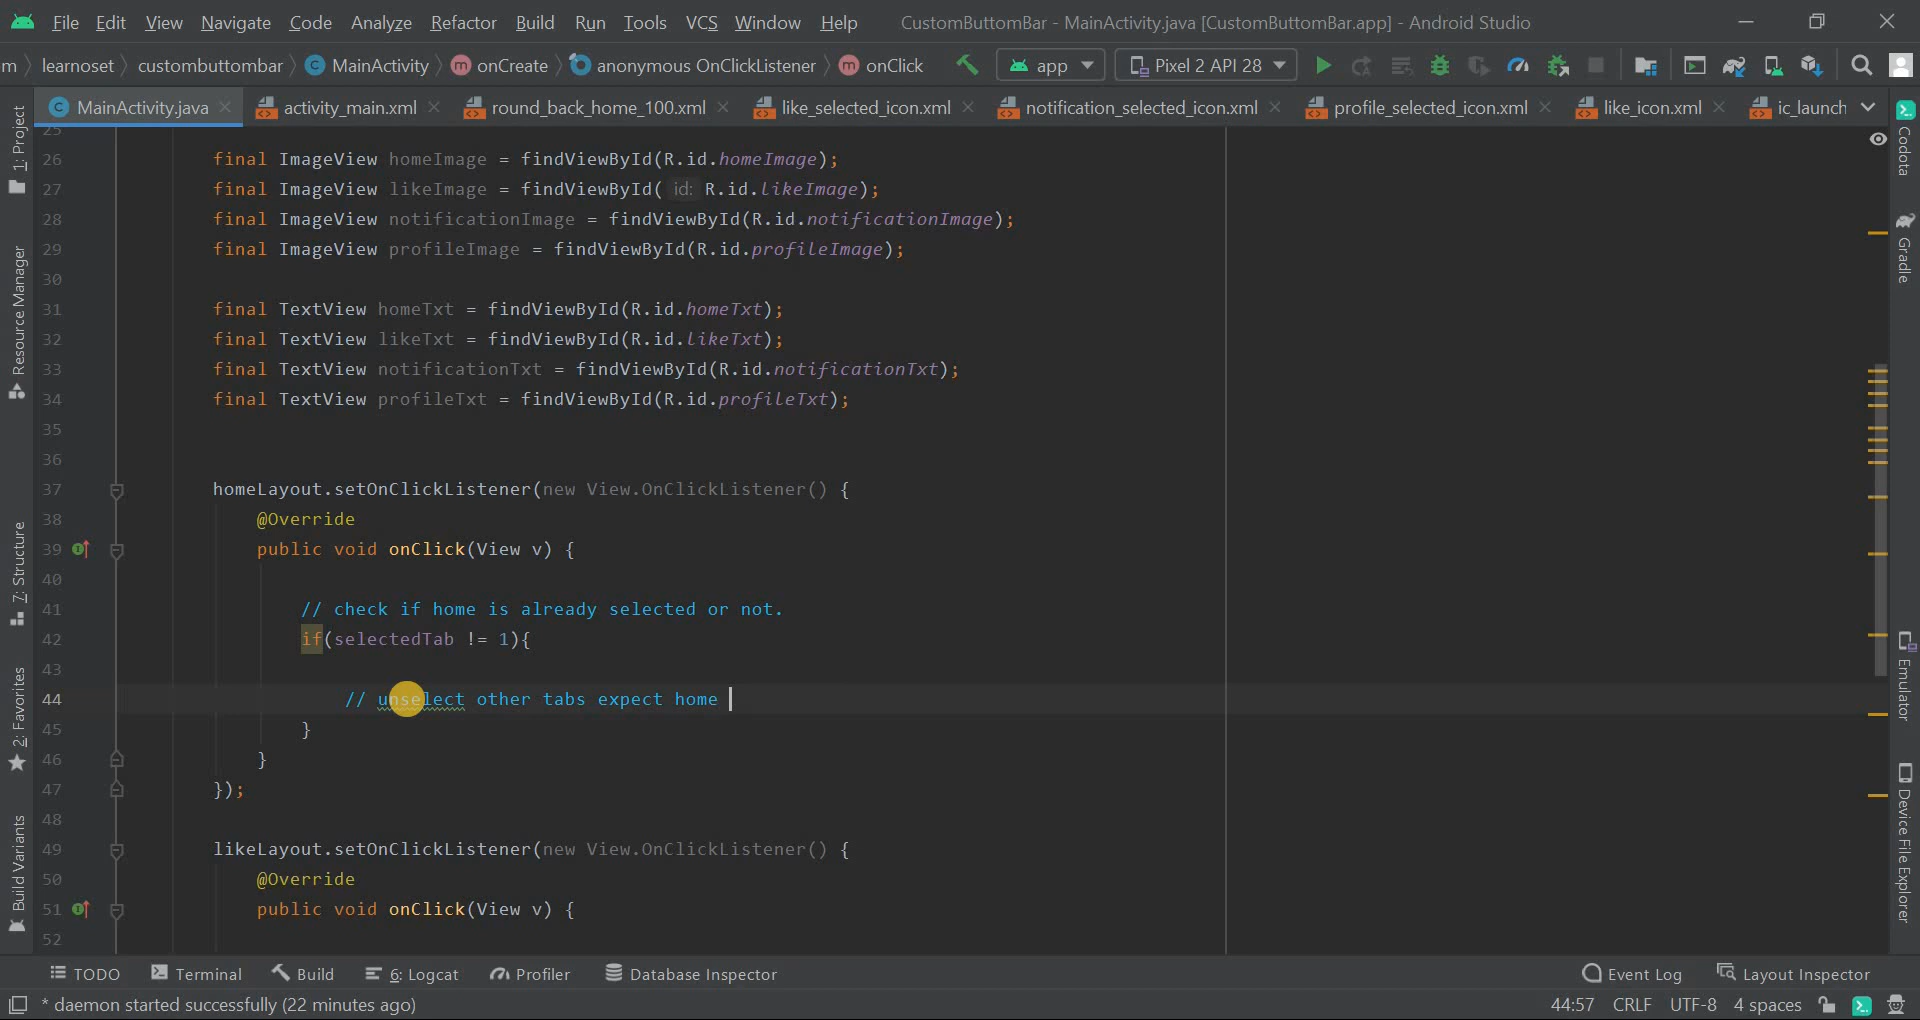 File Edit View Navigate Code Analyze Refactor Build Run Tools VCS Window Help CustomButtomBar - MainActivity.java [CustomButtomBar.app] - Android Studio
m learnoset custombuttombar C MainActivity m onCreate anonymous OnClickListener m onClick app Pixel 2 API 28
MainActivity.java activity_main.xml round_back_home_100.xml like_selected_icon.xml notification_selected_icon.xml profile_selected_icon.xml like_icon.xml ic_launch
25
26 final ImageView homeImage = findViewById(R.id.homeImage);
27 final ImageView likeImage = findViewById( id: R.id.likeImage);
28 final ImageView notificationImage = findViewById(R.id.notificationImage);
29 final ImageView profileImage = findViewById(R.id.profileImage);
30
31 final TextView homeTxt = findViewById(R.id.homeTxt);
32 final TextView likeTxt = findViewById(R.id.likeTxt);
33 final TextView notificationTxt = findViewById(R.id.notificationTxt);
34 final TextView profileTxt = findViewById(R.id.profileTxt);
35
36
37 homeLayout.setOnClickListener(new View.OnClickListener() {
38 @Override
39 public void onClick(View v) {
40
41 // check if home is already selected or not.
42 if(selectedTab != 1){
43
44 // unselect other tabs expect home
45 }
46 }
47 });
48
49 likeLayout.setOnClickListener(new View.OnClickListener() {
50 @Override
51 public void onClick(View v) {
52
1: Project
Resource Manager
7: Structure
2: Favorites
Build Variants
Codota
Gradle
Emulator
Device File Explorer
TODO Terminal Build 6: Logcat Profiler Database Inspector Event Log Layout Inspector
* daemon started successfully (22 minutes ago) 44:57 CRLF UTF-8 4 spaces